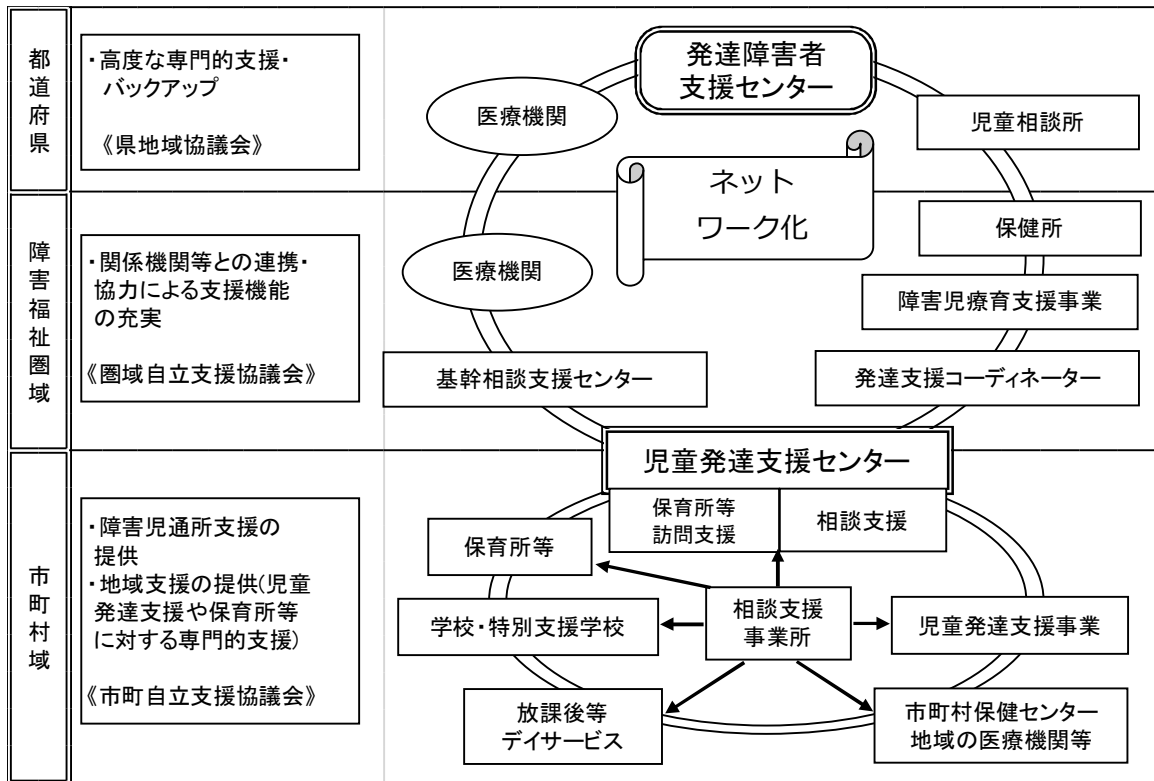 都道府県
・高度な専門的支援・
バックアップ
《県地域協議会》
発達障害者
支援センター
医療機関
児童相談所
ネット
ワーク化
障害福祉圏域
・関係機関等との連携・
協力による支援機能
の充実
《圏域自立支援協議会》
保健所
医療機関
障害児療育支援事業
基幹相談支援センター
発達支援コーディネーター
市町村域
・障害児通所支援の
提供
・地域支援の提供(児童
発達支援や保育所等
に対する専門的支援)
《市町自立支援協議会》
児童発達支援センター
保育所等
訪問支援
相談支援
保育所等
学校・特別支援学校
相談支援
事業所
児童発達支援事業
放課後等
デイサービス
市町村保健センター
地域の医療機関等